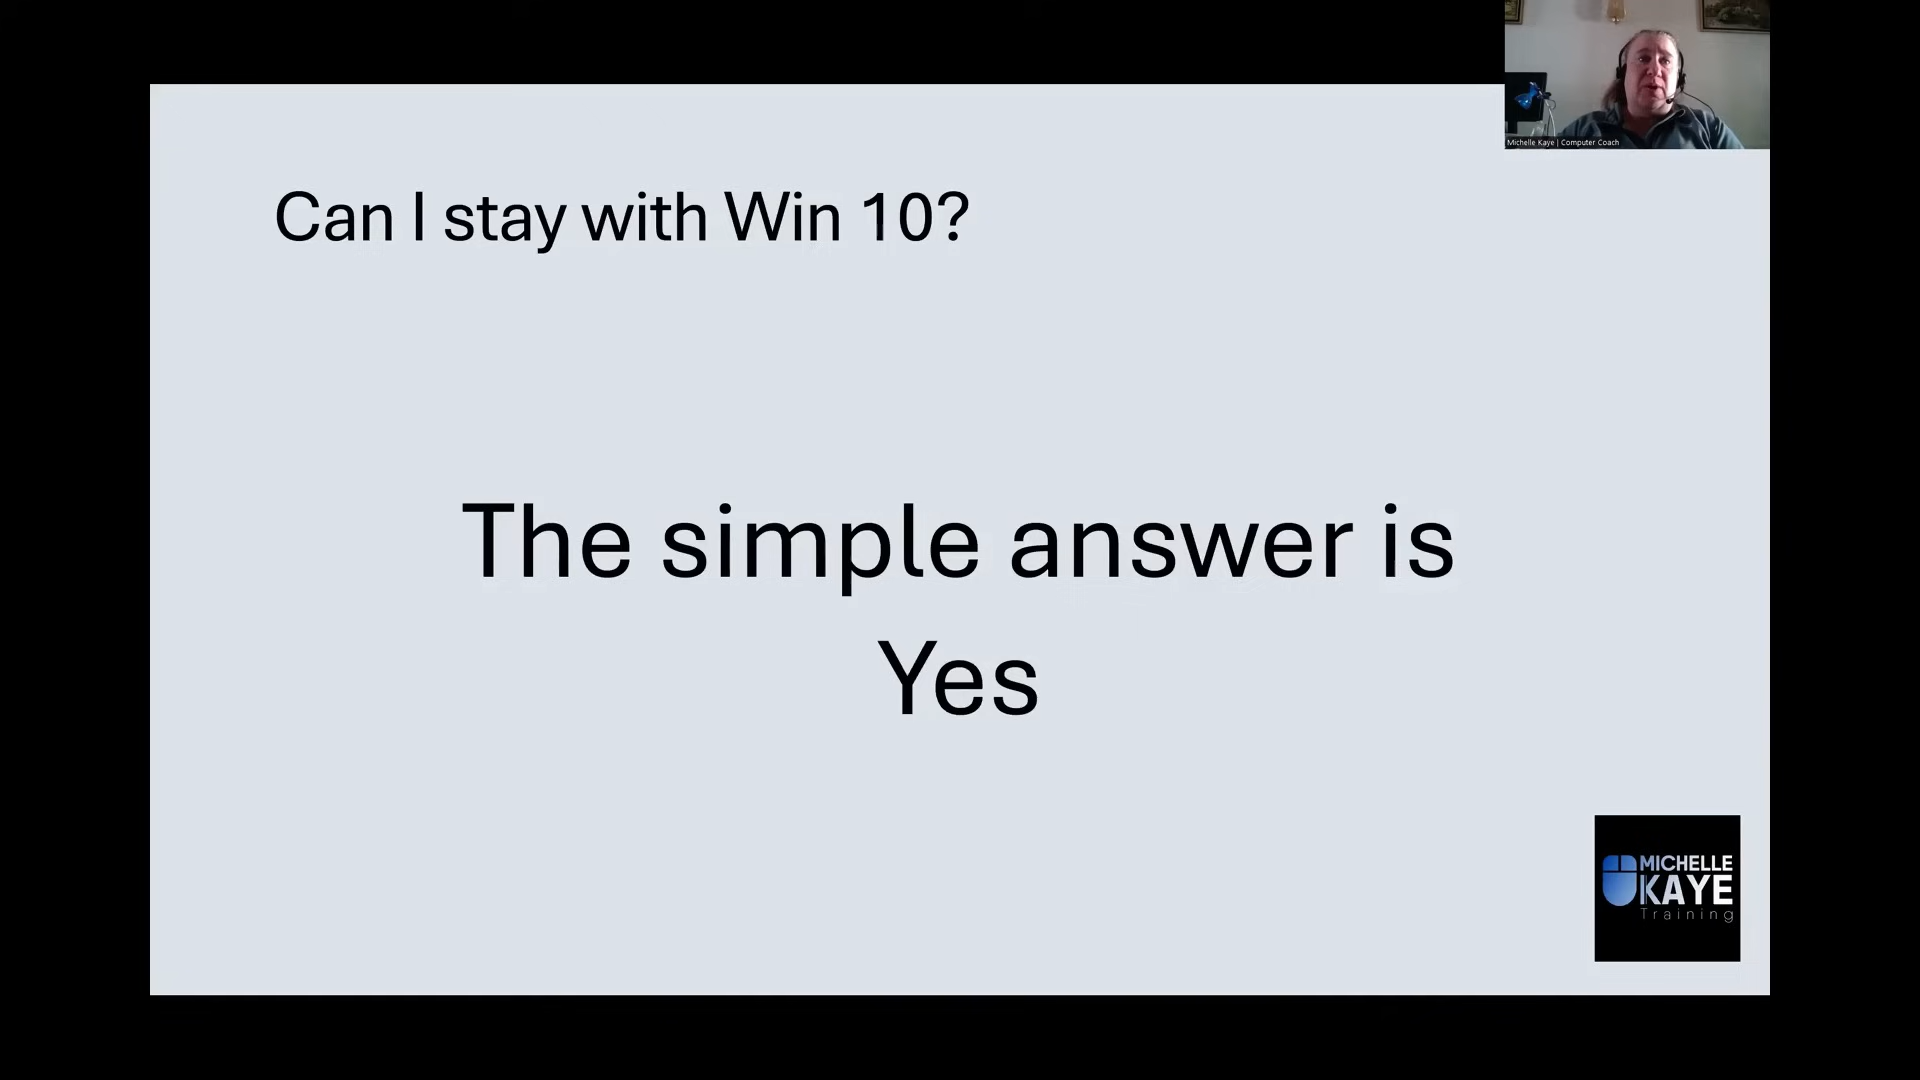 Michelle Kaye | Computer Coach
Can I stay with Win 10?
The simple answer is
Yes
MICHELLE
KAYE
Training